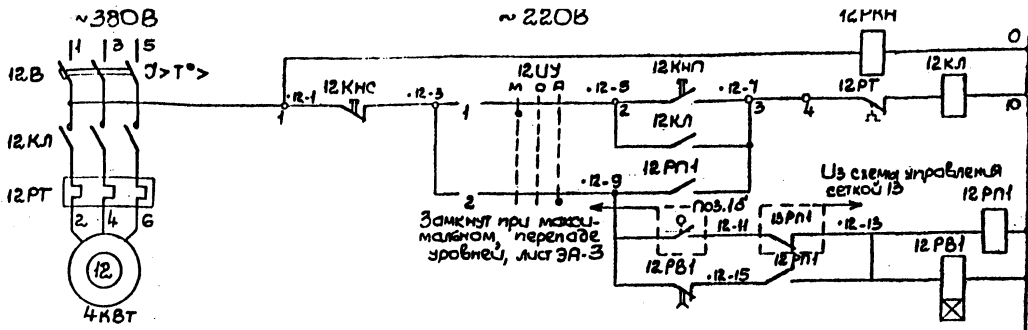 ~380В
~220В
12РКН
1 3 5
0
12В
I>T°>
12КНС
12ЦУ
12КНП
12РТ
12КЛ
М О А
·12-1
·12-3
·12-5
·12-7
1
1
2
3
4
10
12КЛ
12КЛ
·12-9
12РП1
2
12РТ
Из схемы управления
сеткой 13
12РП1
2 4 6
Замкнут при макси-
мальном, перепаде
уровней, лист ЭА-3
поз.1б
13РП1
12-11
·12-13
12РП1
12РВ1
12
12РВ1
·12-15
4КВТ